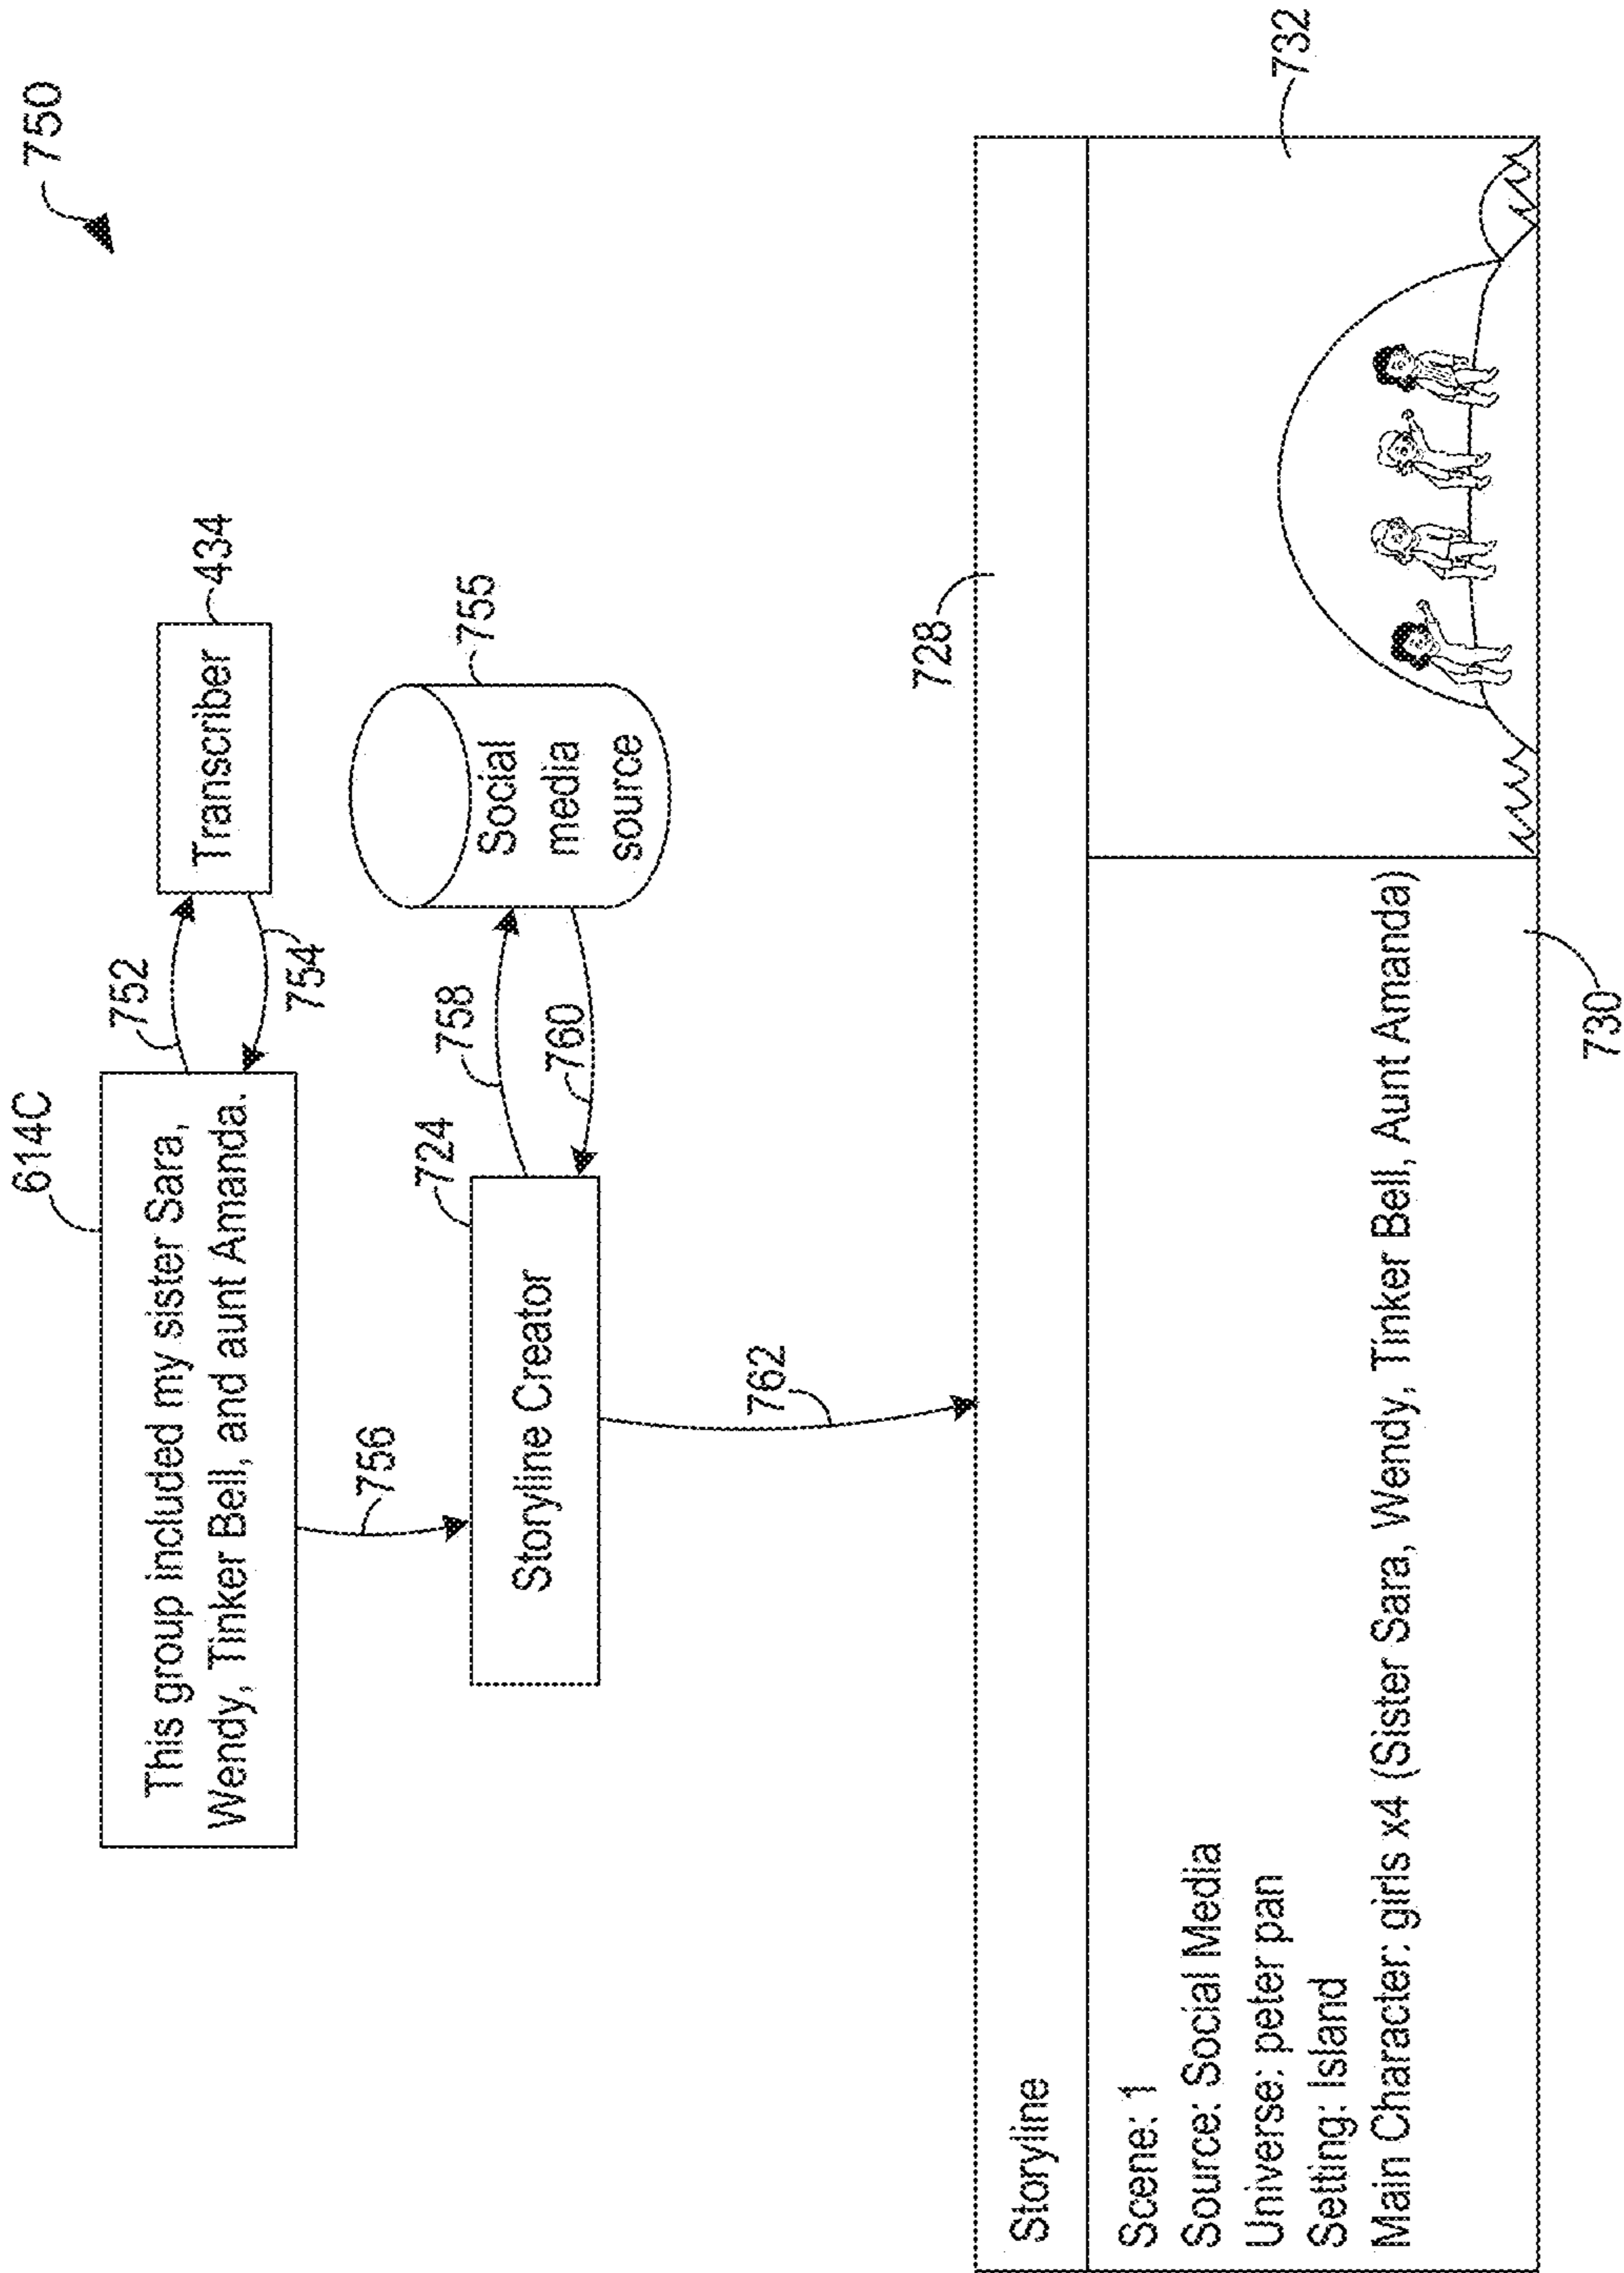 750
614C
This group included my sister Sara,
Wendy, Tinker Bell, and aunt Amanda.
752
754
Transcriber
434
756
724
Storyline Creator
758
760
Social
media
source
755
762
728
Storyline
Scene: 1
Source: Social Media
Universe: peter pan
Setting: Island
Main Character: girls x4 (Sister Sara, Wendy, Tinker Bell, Aunt Amanda)
730
732